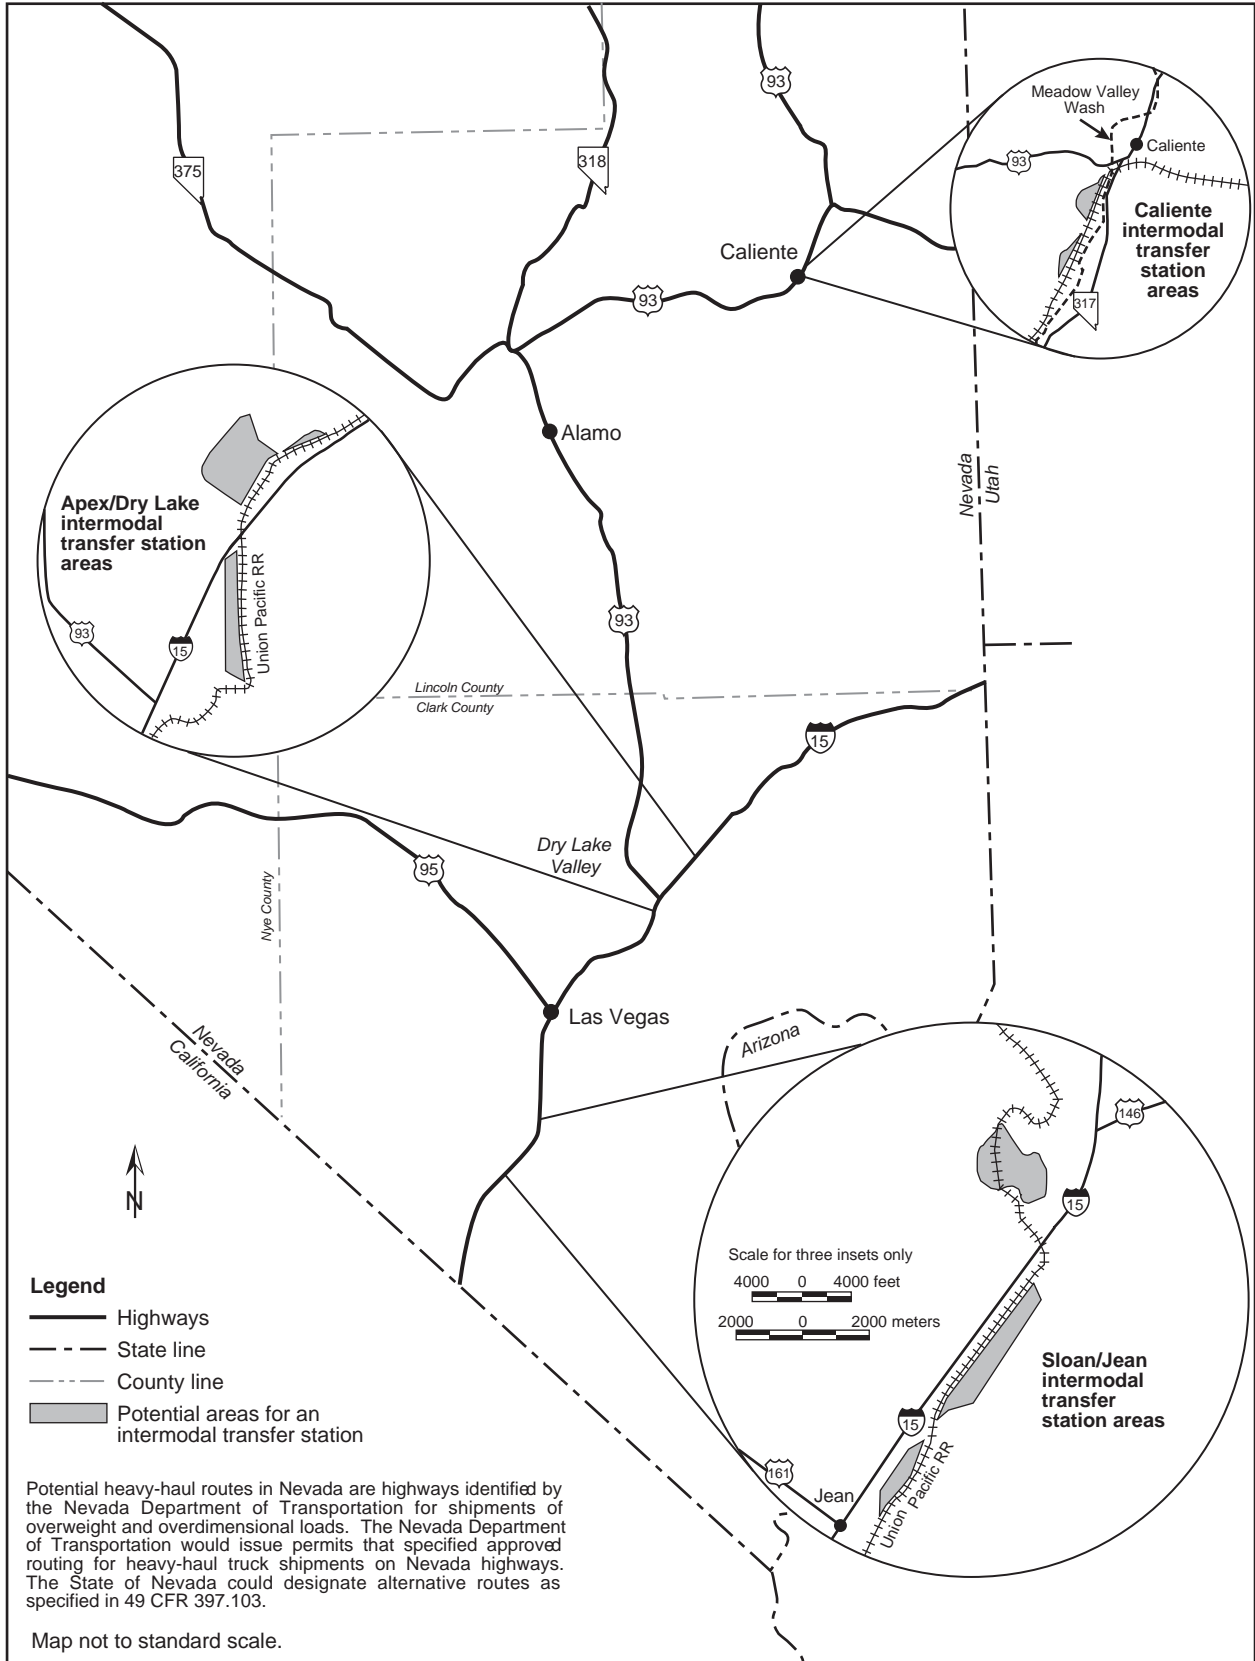 93
Meadow Valley
Wash
Caliente
93
375
318
Caliente
intermodal
transfer
station
areas
317
Caliente
93
Alamo
Nevada
Utah
Apex/Dry Lake
intermodal
transfer station
areas
Union Pacific RR
93
15
93
Lincoln County
Clark County
15
Dry Lake
Valley
95
Nye County
Las Vegas
Nevada
California
Arizona
146
15
N
Scale for three insets only
4000 0 4000 feet
2000 0 2000 meters
Sloan/Jean
intermodal
transfer
station areas
15
161
Jean
Union Pacific RR
Legend
Highways
State line
County line
Potential areas for an
intermodal transfer station
Potential heavy-haul routes in Nevada are highways identified by
the Nevada Department of Transportation for shipments of
overweight and overdimensional loads. The Nevada Department
of Transportation would issue permits that specified approved
routing for heavy-haul truck shipments on Nevada highways.
The State of Nevada could designate alternative routes as
specified in 49 CFR 397.103.
Map not to standard scale.